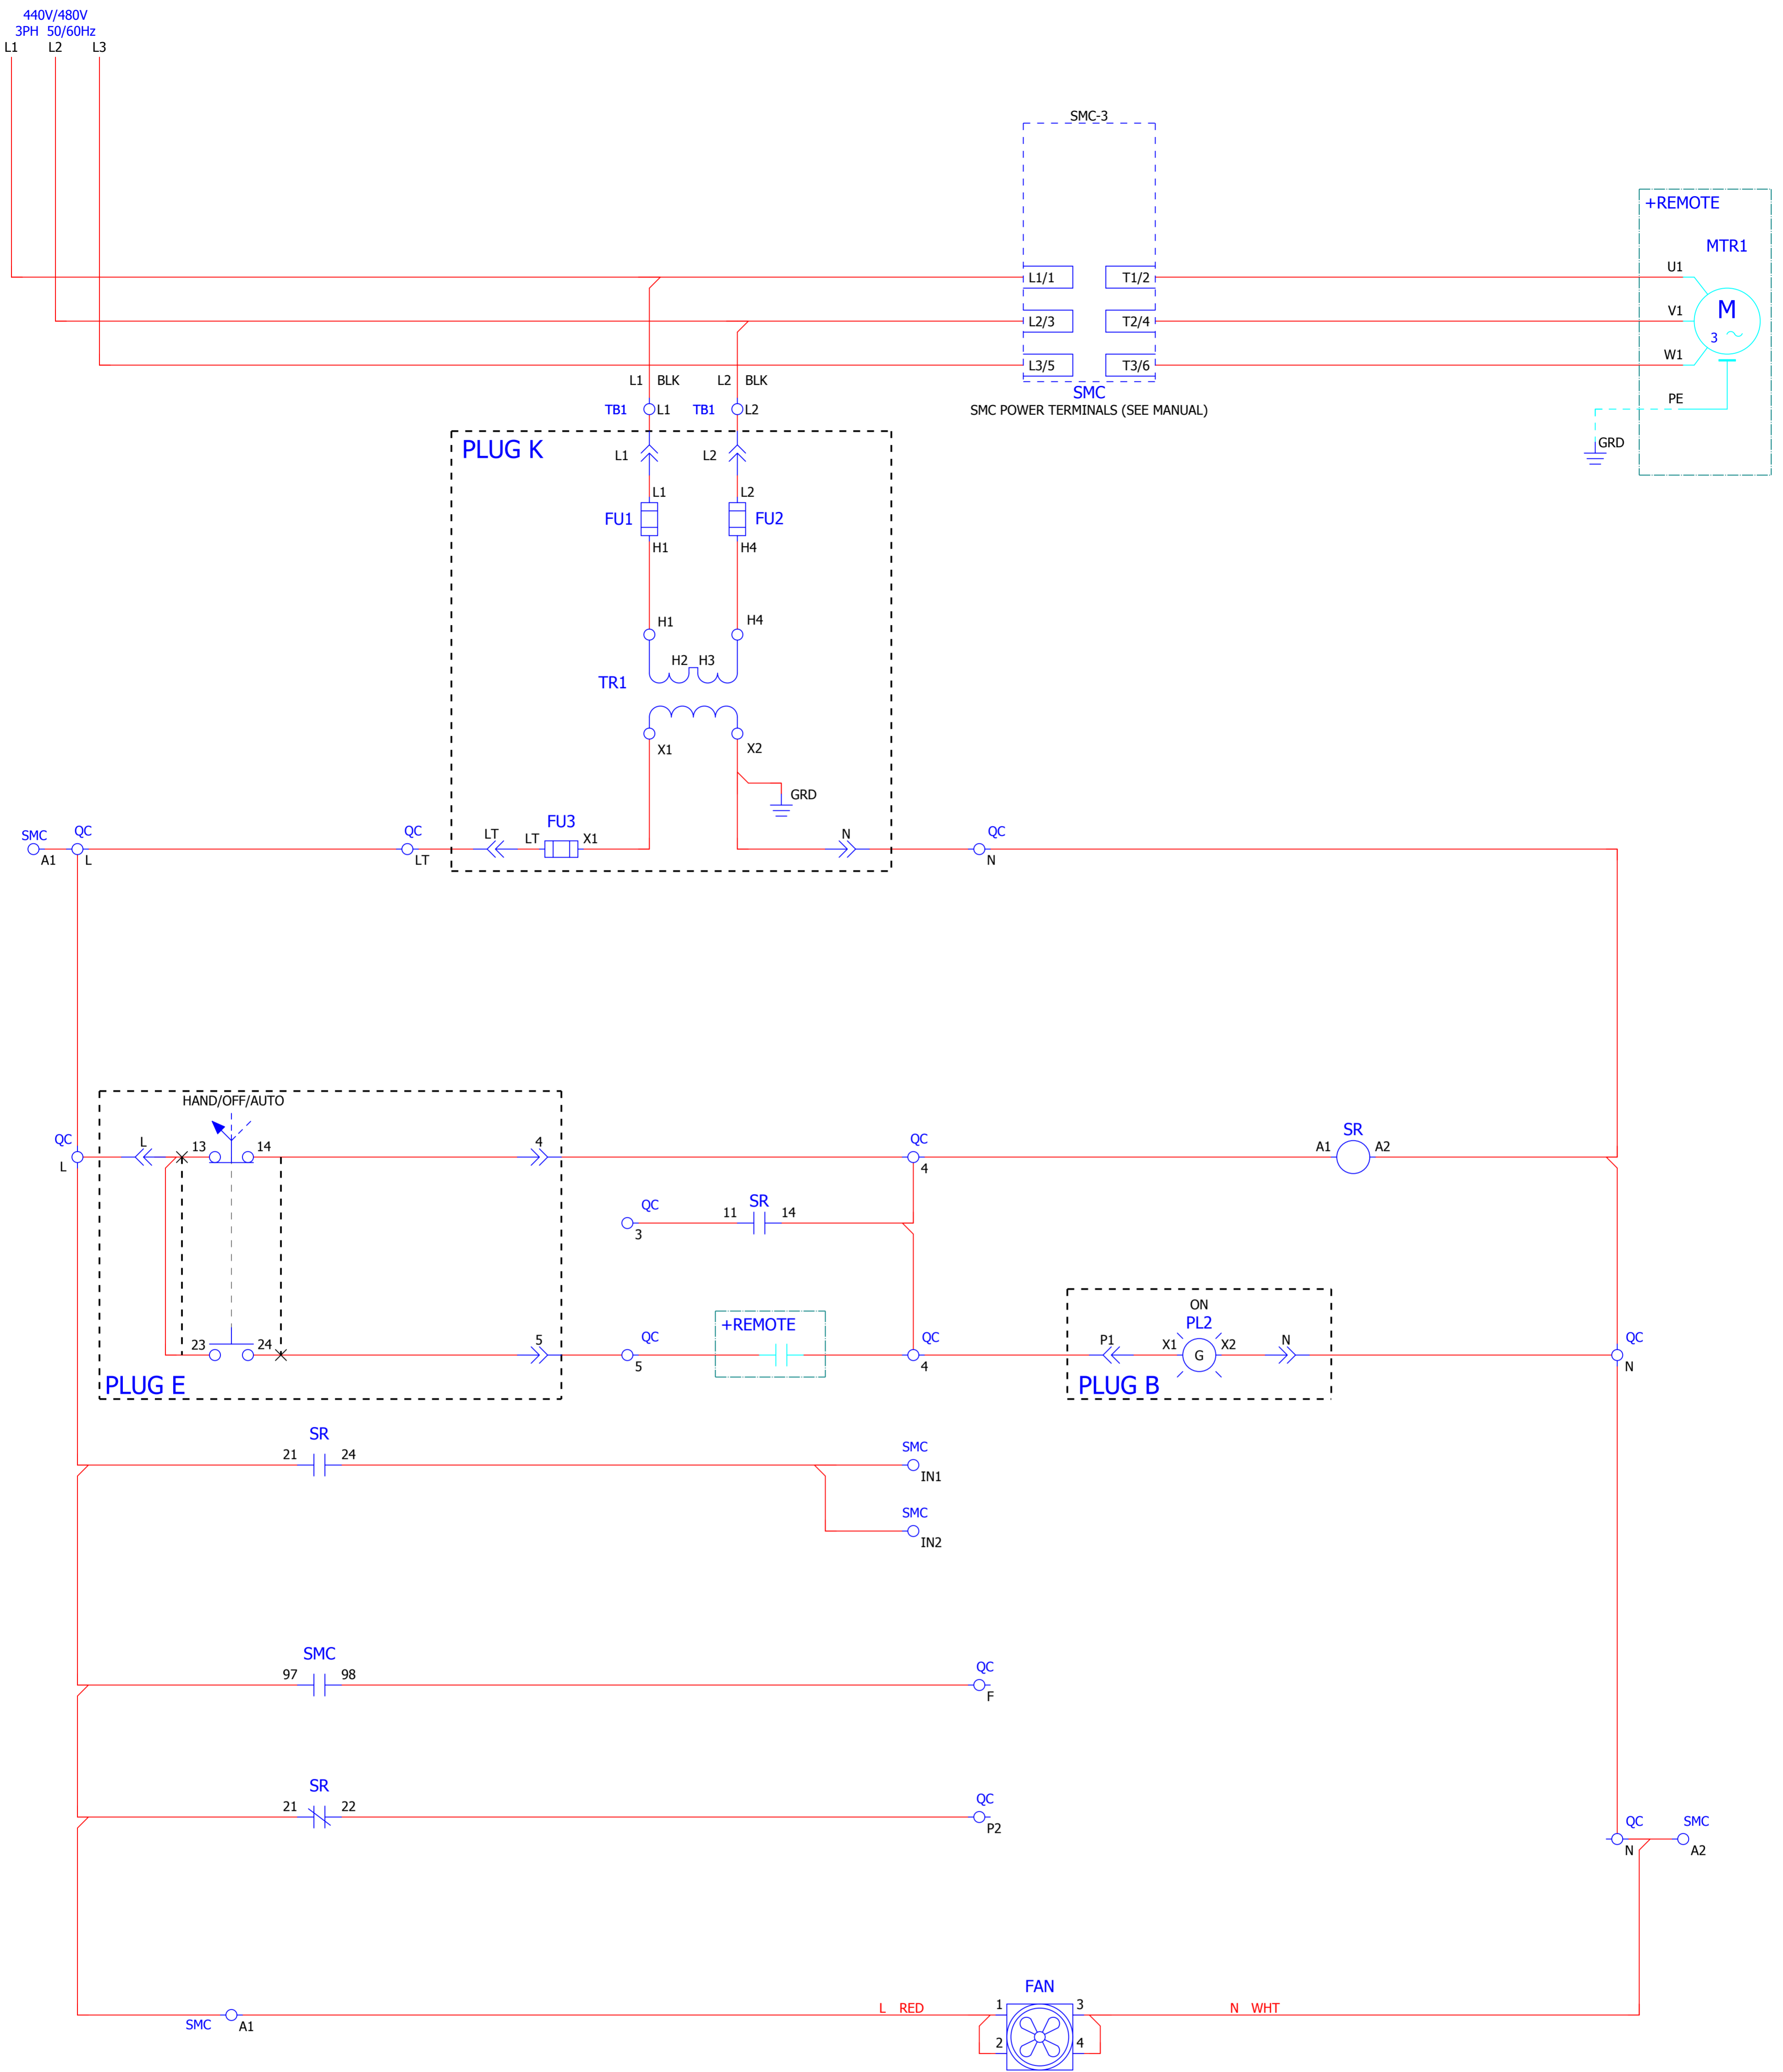 440V/480V
3PH 50/60Hz
L1 L2 L3
SMC-3
+REMOTE
MTR1
L1/1 T1/2 U1
M
3
L2/3 T2/4 V1
L3/5 T3/6 W1
SMC
SMC POWER TERMINALS (SEE MANUAL)
PE
GRD
L1 BLK L2 BLK
TB1 L1 TB1 L2
PLUG K
L1 L2
L1 L2
FU1 FU2
H1 H4
H1 H4
H2 H3
TR1
X1 X2
GRD
SMC QC QC LT LT FU3 X1 N QC
A1 L LT N
HAND/OFF/AUTO
QC L 13 14 4 QC A1 SR A2
L 4
QC 11 SR 14
3
+REMOTE
ON
PL2
23 24 5 QC QC P1 X1 G X2 N QC
5 4 N
PLUG E PLUG B
SR
21 24 SMC
IN1
SMC
IN2
SMC
97 98 QC
F
SR
21 22 QC
P2
QC SMC
N A2
FAN
SMC A1 L RED 1 3 N WHT
2 4